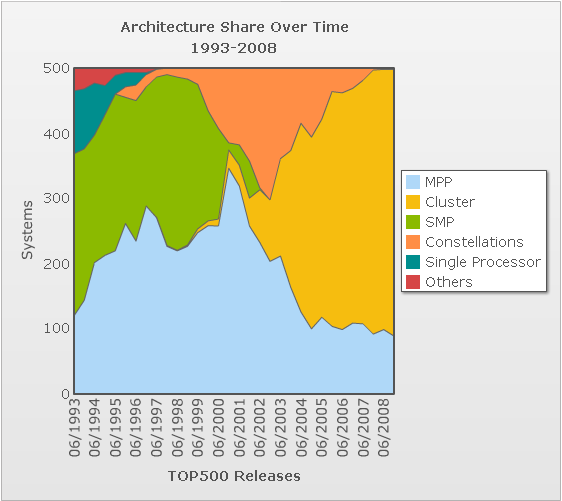 Architecture Share Over Time
1993-2008
Systems
500
400
300
200
100
0
06/1993
06/1994
06/1995
06/1996
06/1997
06/1998
06/1999
06/2000
06/2001
06/2002
06/2003
06/2004
06/2005
06/2006
06/2007
06/2008
TOP500 Releases
MPP
Cluster
SMP
Constellations
Single Processor
Others